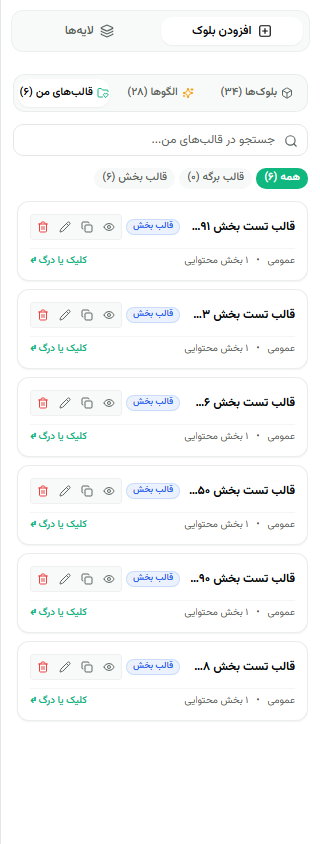 افزودن بلوک
لایه‌ها
بلوک‌ها (۳۴)
الگوها (۲۸)
قالب‌های من (۶)
جستجو در قالب‌های من...
همه (۶)
قالب برگه (۰)
قالب بخش (۶)
قالب تست بخش ۹۱... قالب بخش
عمومی • ۱ بخش محتوایی کلیک یا درگ
قالب تست بخش ۳... قالب بخش
عمومی • ۱ بخش محتوایی کلیک یا درگ
قالب تست بخش ۶... قالب بخش
عمومی • ۱ بخش محتوایی کلیک یا درگ
قالب تست بخش ۵۰... قالب بخش
عمومی • ۱ بخش محتوایی کلیک یا درگ
قالب تست بخش ۹۰... قالب بخش
عمومی • ۱ بخش محتوایی کلیک یا درگ
قالب تست بخش ۸... قالب بخش
عمومی • ۱ بخش محتوایی کلیک یا درگ